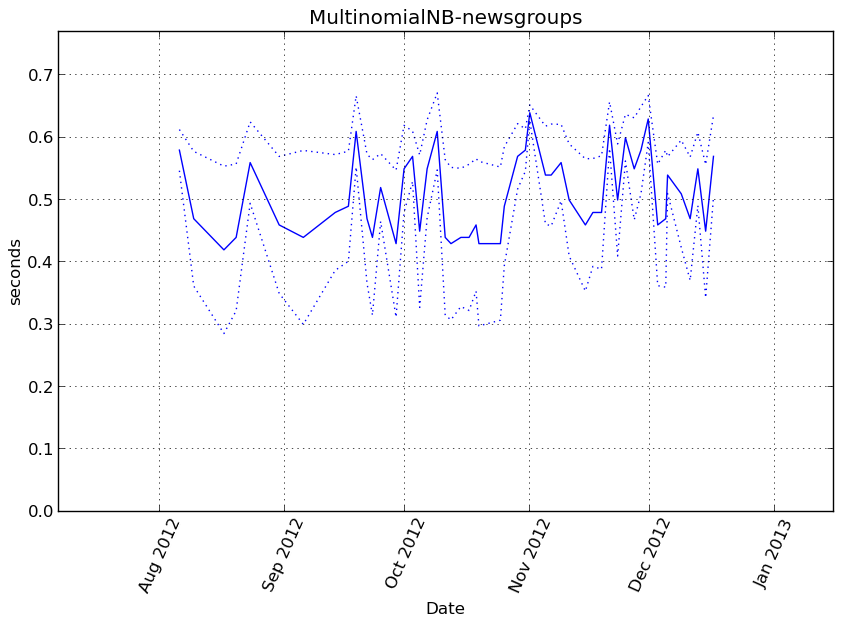 MultinomialNB-newsgroups
0.7
0.6
0.5
0.4
0.3
0.2
0.1
0.0
seconds
Aug 2012
Sep 2012
Oct 2012
Nov 2012
Dec 2012
Jan 2013
Date